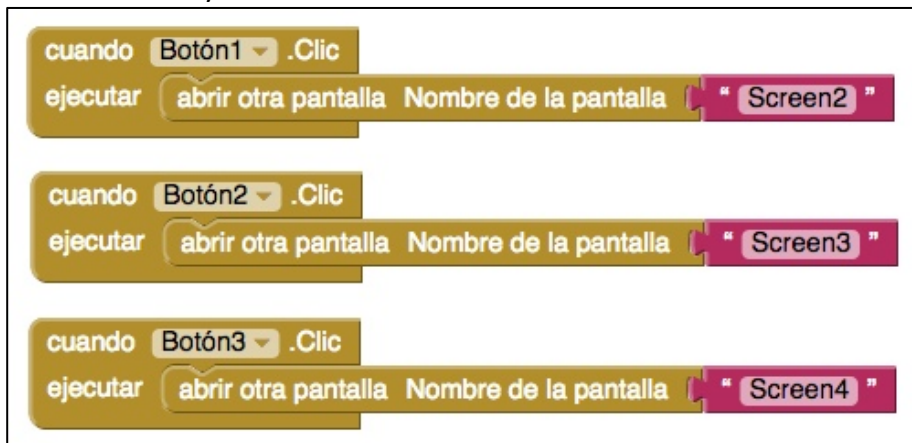 cuando Botón1 .Clic
ejecutar abrir otra pantalla Nombre de la pantalla “ Screen2 ”
cuando Botón2 .Clic
ejecutar abrir otra pantalla Nombre de la pantalla “ Screen3 ”
cuando Botón3 .Clic
ejecutar abrir otra pantalla Nombre de la pantalla “ Screen4 ”